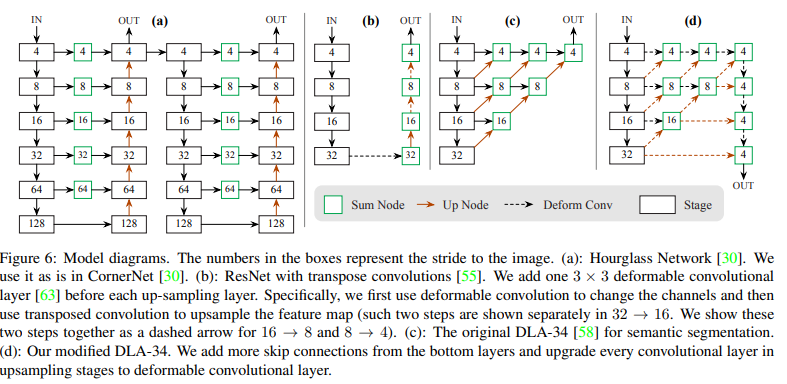 IN OUT (a) OUT IN (b) OUT IN (c) OUT IN (d)
4 4 4 4 4 4 4 4 4 4 4 4 4 4 4 4
8 8 8 8 8 8 8 8 8 8 8 8 8 8 4
16 16 16 16 16 16 16 16 16 16 16 16 4
32 32 32 32 32 32 32 32 32 32 4
64 64 64 64 64 64 OUT
128 128 128 128
Sum Node Up Node Deform Conv Stage
Figure 6: Model diagrams. The numbers in the boxes represent the stride to the image. (a): Hourglass Network [30]. We
use it as is in CornerNet [30]. (b): ResNet with transpose convolutions [55]. We add one 3 × 3 deformable convolutional
layer [63] before each up-sampling layer. Specifically, we first use deformable convolution to change the channels and then
use transposed convolution to upsample the feature map (such two steps are shown separately in 32 → 16. We show these
two steps together as a dashed arrow for 16 → 8 and 8 → 4). (c): The original DLA-34 [58] for semantic segmentation.
(d): Our modified DLA-34. We add more skip connections from the bottom layers and upgrade every convolutional layer in
upsampling stages to deformable convolutional layer.